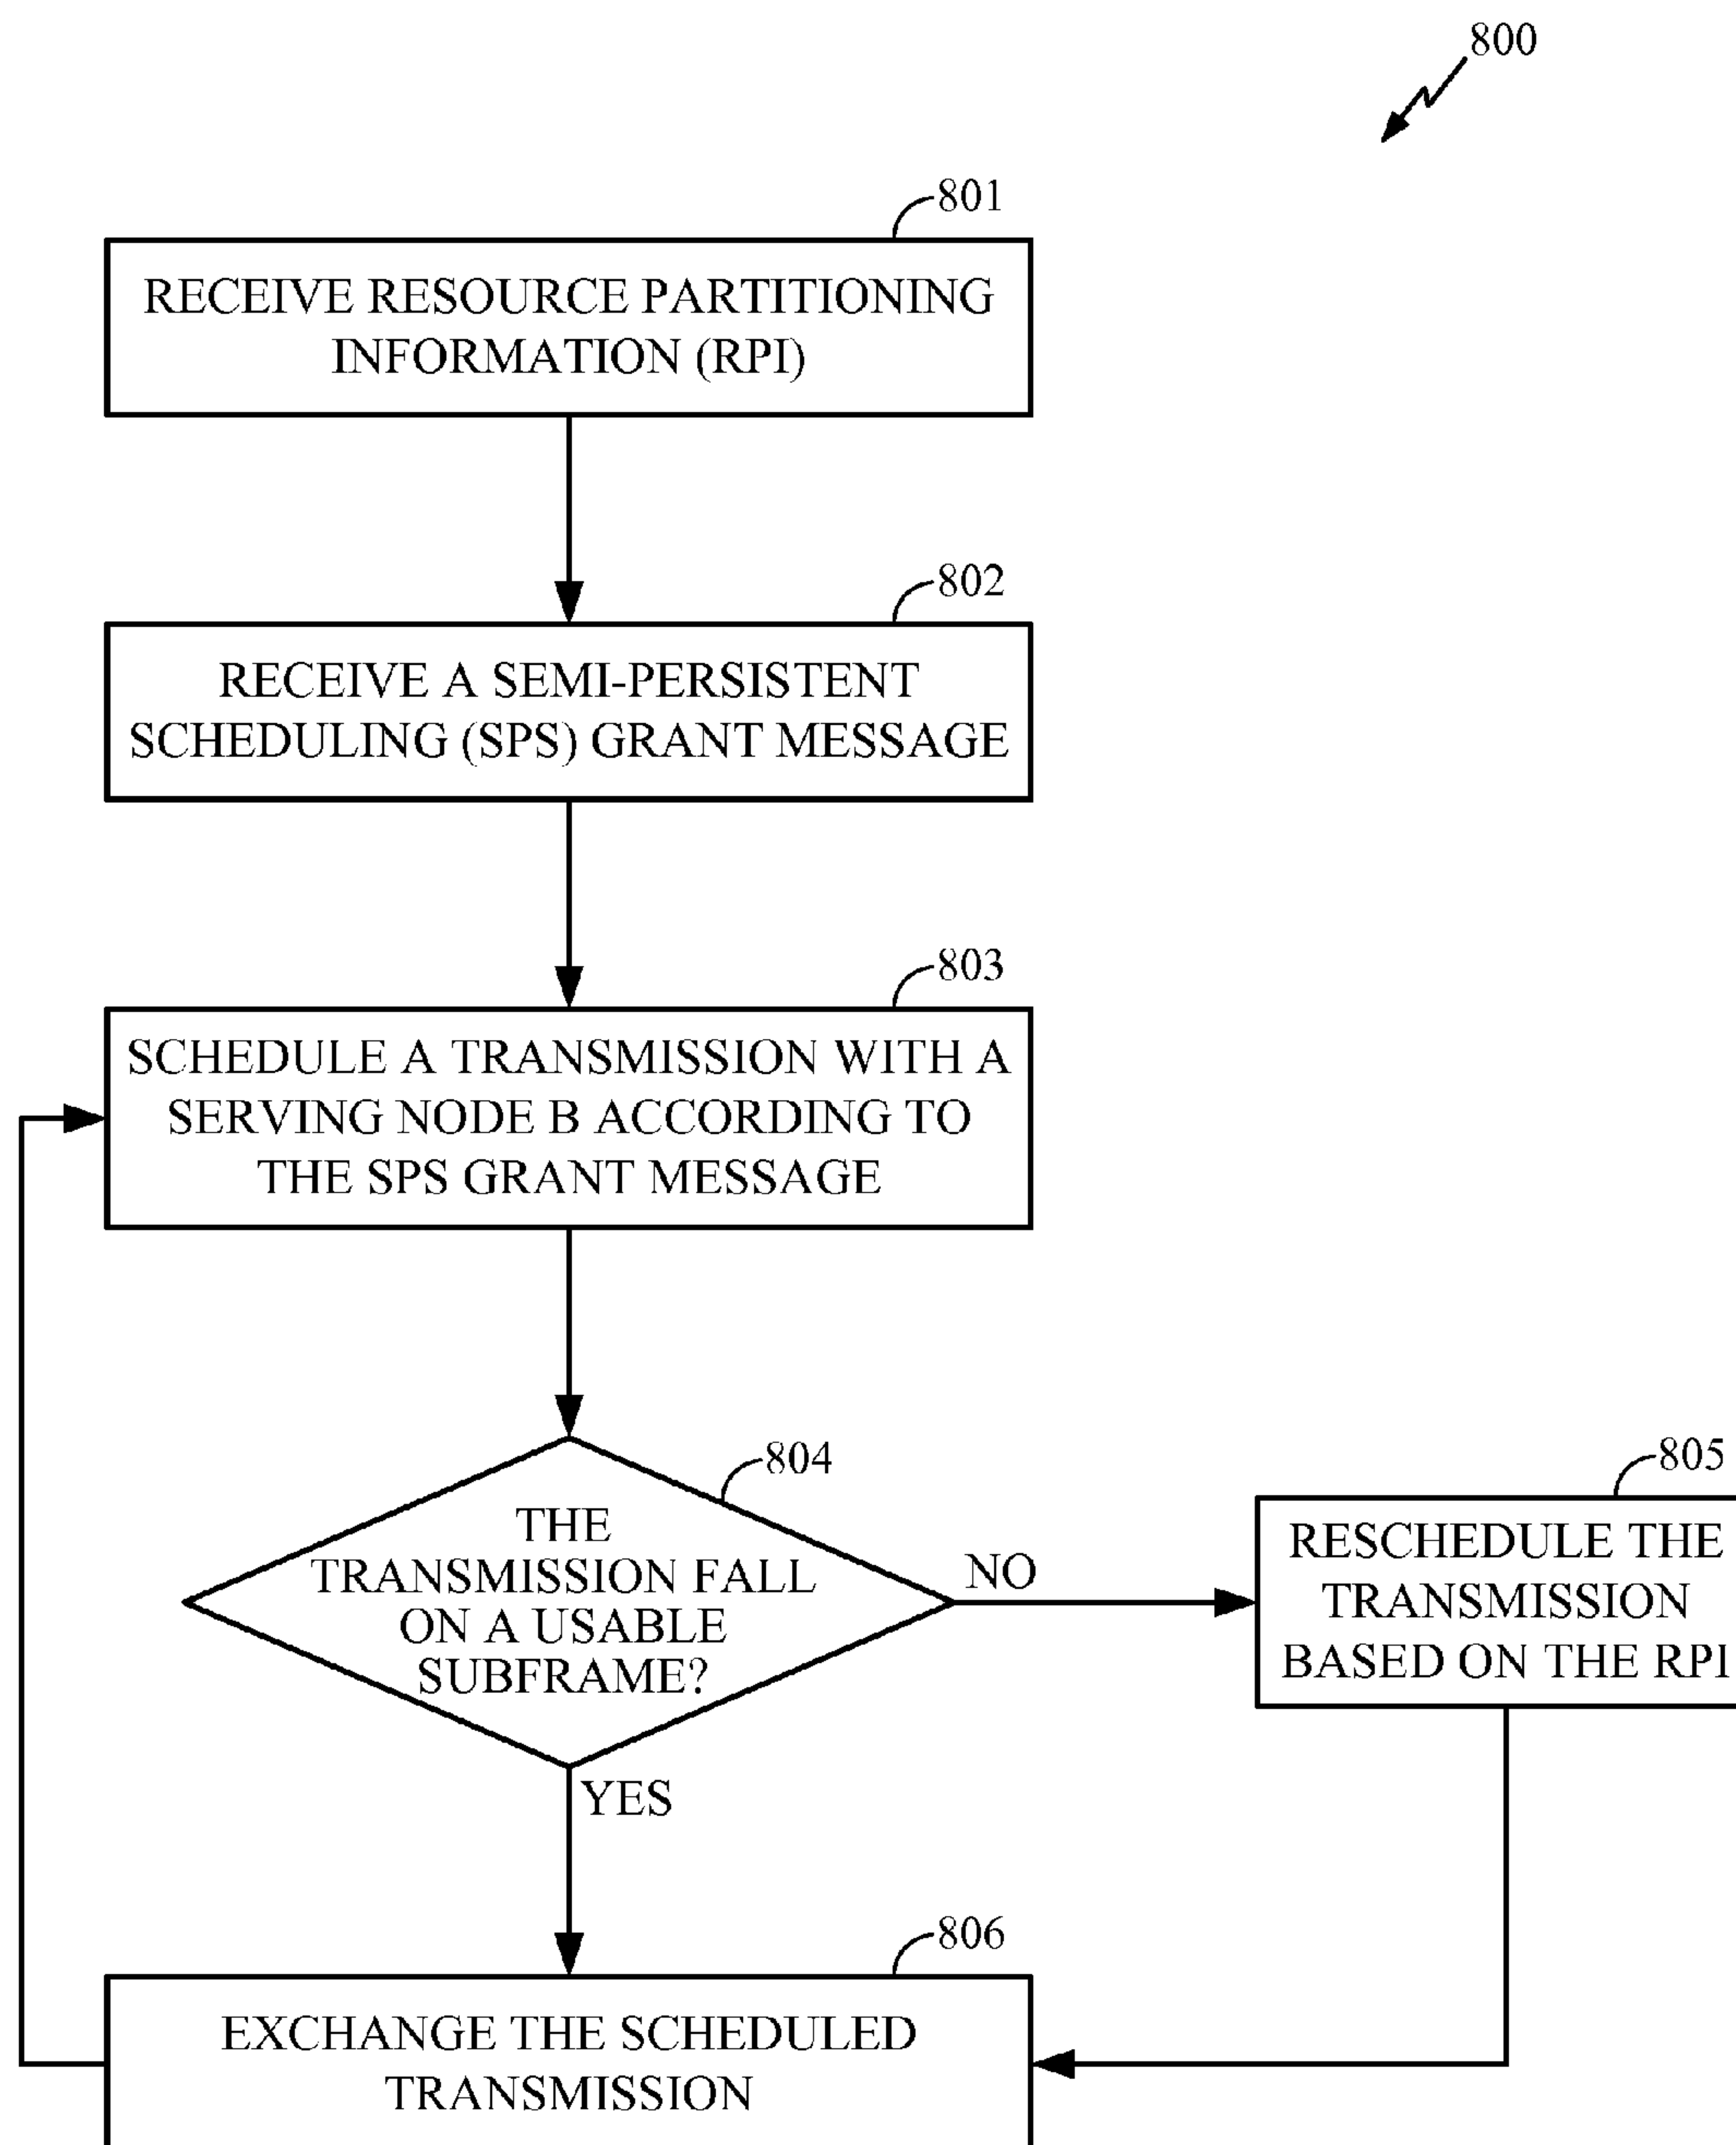 800
801
RECEIVE RESOURCE PARTITIONING
INFORMATION (RPI)
802
RECEIVE A SEMI-PERSISTENT
SCHEDULING (SPS) GRANT MESSAGE
803
SCHEDULE A TRANSMISSION WITH A
SERVING NODE B ACCORDING TO
THE SPS GRANT MESSAGE
804
THE
TRANSMISSION FALL
ON A USABLE
SUBFRAME?
NO
805
RESCHEDULE THE
TRANSMISSION
BASED ON THE RPI
YES
806
EXCHANGE THE SCHEDULED
TRANSMISSION